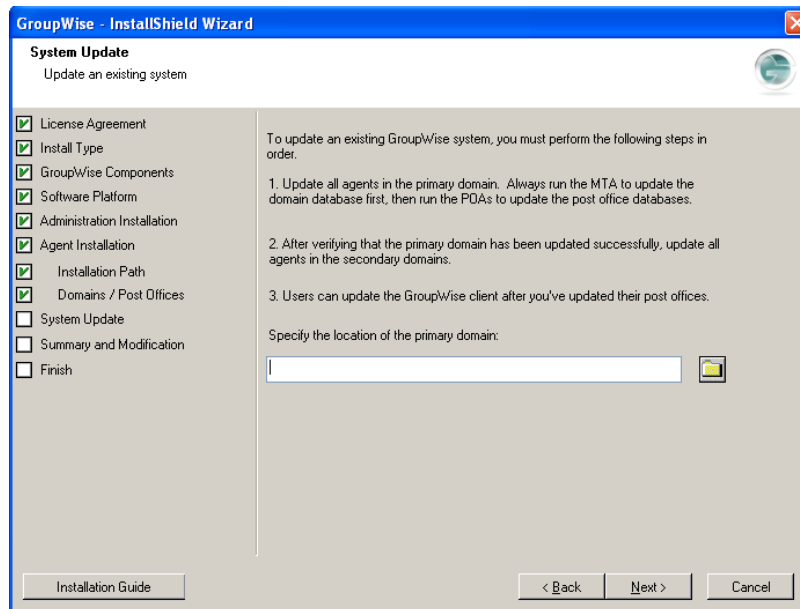 GroupWise - InstallShield Wizard
System Update
Update an existing system
License Agreement
Install Type
GroupWise Components
Software Platform
Administration Installation
Agent Installation
Installation Path
Domains / Post Offices
System Update
Summary and Modification
Finish
To update an existing GroupWise system, you must perform the following steps in
order.
1. Update all agents in the primary domain.  Always run the MTA to update the
domain database first, then run the POAs to update the post office databases.
2. After verifying that the primary domain has been updated successfully, update all
agents in the secondary domains.
3. Users can update the GroupWise client after you've updated their post offices.
Specify the location of the primary domain:
Installation Guide
< Back
Next >
Cancel